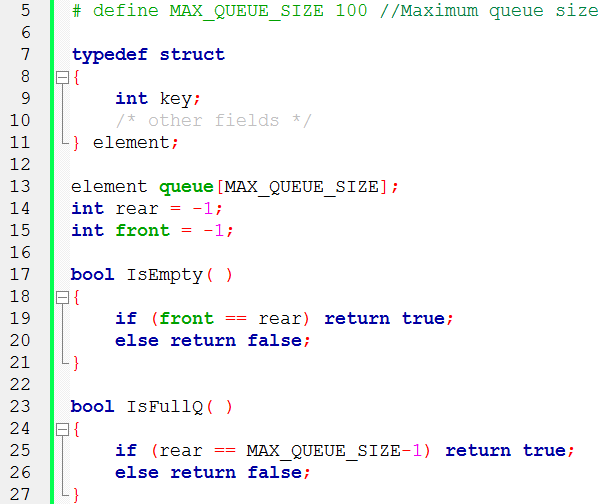 5 # define MAX_QUEUE_SIZE 100 //Maximum queue size
6
7 typedef struct
8 {
9 int key;
10 /* other fields */
11 } element;
12
13 element queue[MAX_QUEUE_SIZE];
14 int rear = -1;
15 int front = -1;
16
17 bool IsEmpty( )
18 {
19 if (front == rear) return true;
20 else return false;
21 }
22
23 bool IsFullQ( )
24 {
25 if (rear == MAX_QUEUE_SIZE-1) return true;
26 else return false;
27 }